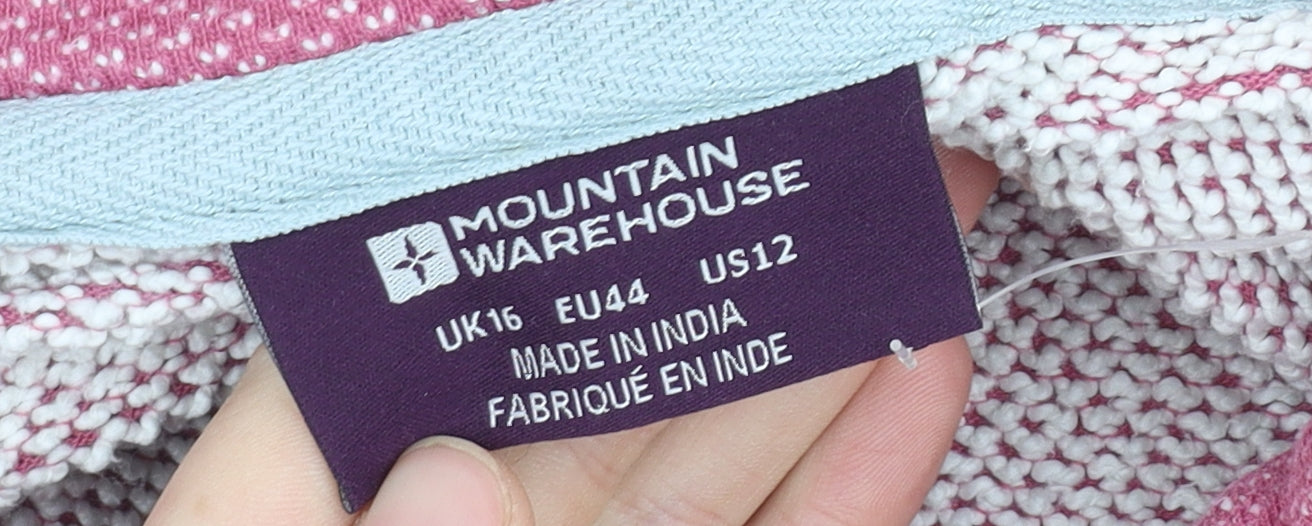 MOUNTAIN
WAREHOUSE
UK16 EU44 US12
MADE IN INDIA
FABRIQUÉ EN INDE